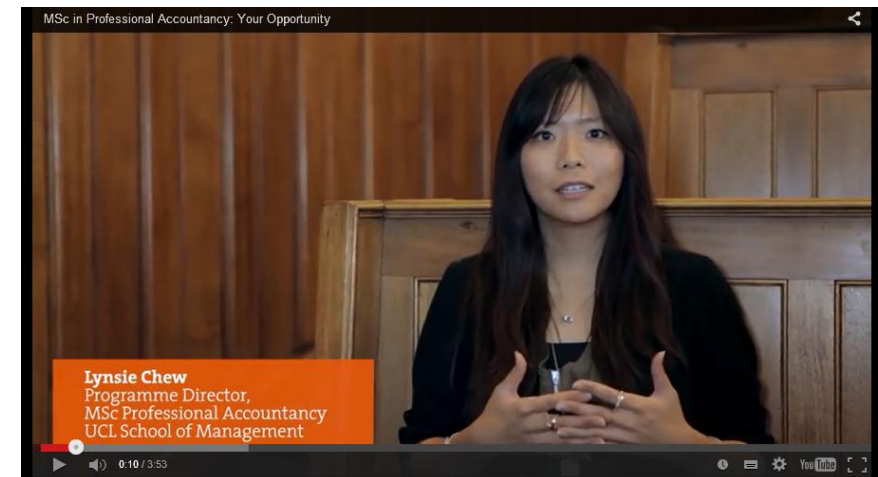 MSc in Professional Accountancy: Your Opportunity
Lynsie Chew
Programme Director,
MSc Professional Accountancy
UCL School of Management
0:10 / 3:53
YouTube